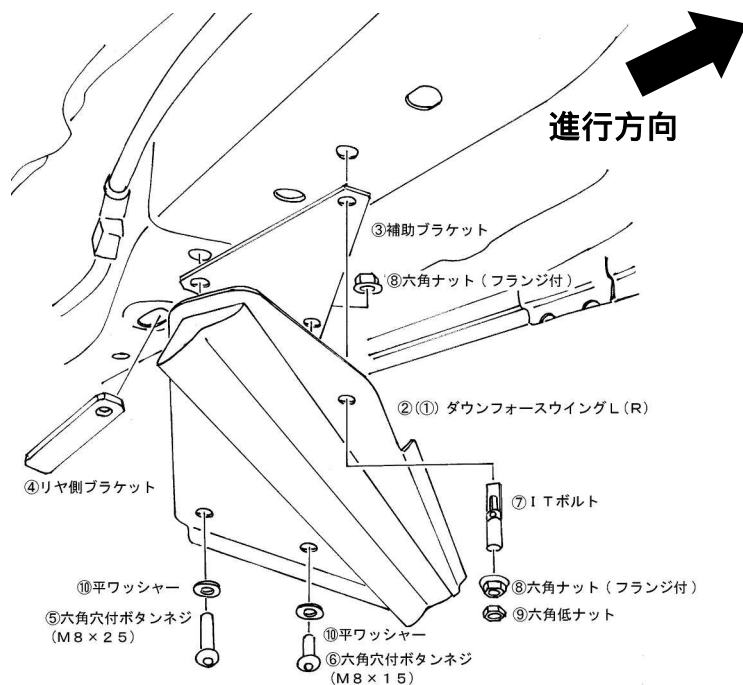 進行方向
③補助ブラケット
⑧六角ナット（フランジ付）
②(①) ダウンフォースウイングL（R）
④リヤ側ブラケット
⑦ITボルト
⑩平ワッシャー
⑧六角ナット（フランジ付）
⑤六角穴付ボタンネジ
(M8×25)
⑨六角低ナット
⑩平ワッシャー
⑥六角穴付ボタンネジ
(M8×15)